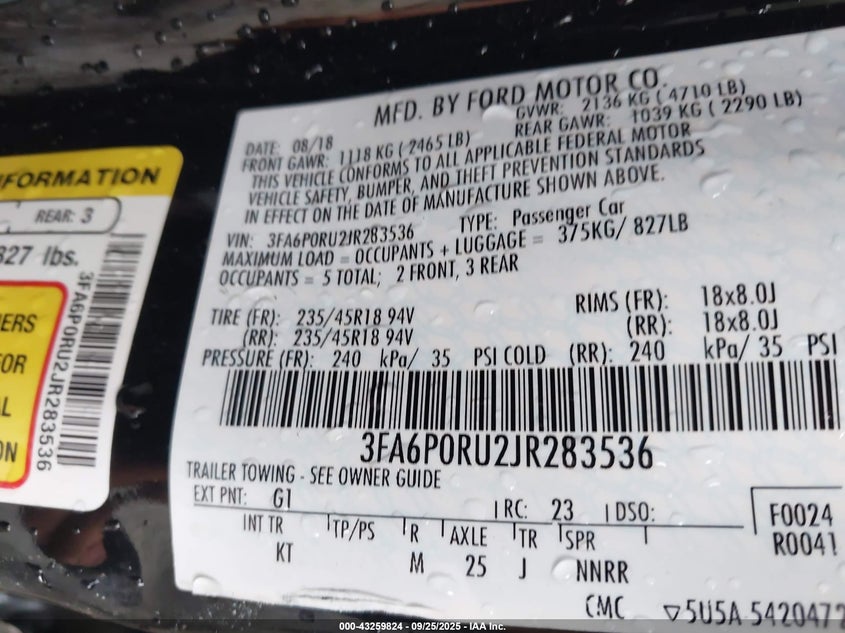 MFD. BY FORD MOTOR CO.
DATE: 08/18 GVWR: 2136 KG ( 4710 LB)
FRONT GAWR: 1118 KG ( 2465 LB) REAR GAWR: 1039 KG ( 2290 LB)
THIS VEHICLE CONFORMS TO ALL APPLICABLE FEDERAL MOTOR
VEHICLE SAFETY, BUMPER, AND THEFT PREVENTION STANDARDS
IN EFFECT ON THE DATE OF MANUFACTURE SHOWN ABOVE.
VIN: 3FA6P0RU2JR283536 TYPE: Passenger Car
MAXIMUM LOAD = OCCUPANTS + LUGGAGE = 375KG/ 827LB
OCCUPANTS = 5 TOTAL; 2 FRONT, 3 REAR
TIRE (FR): 235/45R18 94V RIMS (FR): 18x8.0J
(RR): 235/45R18 94V (RR): 18x8.0J
PRESSURE (FR): 240 kPa/ 35 PSI COLD (RR): 240 kPa/ 35 PSI
3FA6P0RU2JR283536
TRAILER TOWING - SEE OWNER GUIDE
EXT PNT: G1 RC: 23 DSO: F0024
INT TR TP/PS R AXLE TR SPR R0041
KT M 25 J NNRR
CMC ▽5U5A 5420472
REAR: 3
827 lbs.
3FA6P0RU2JR283536
000-43259824 - 09/25/2025 - IAA Inc.